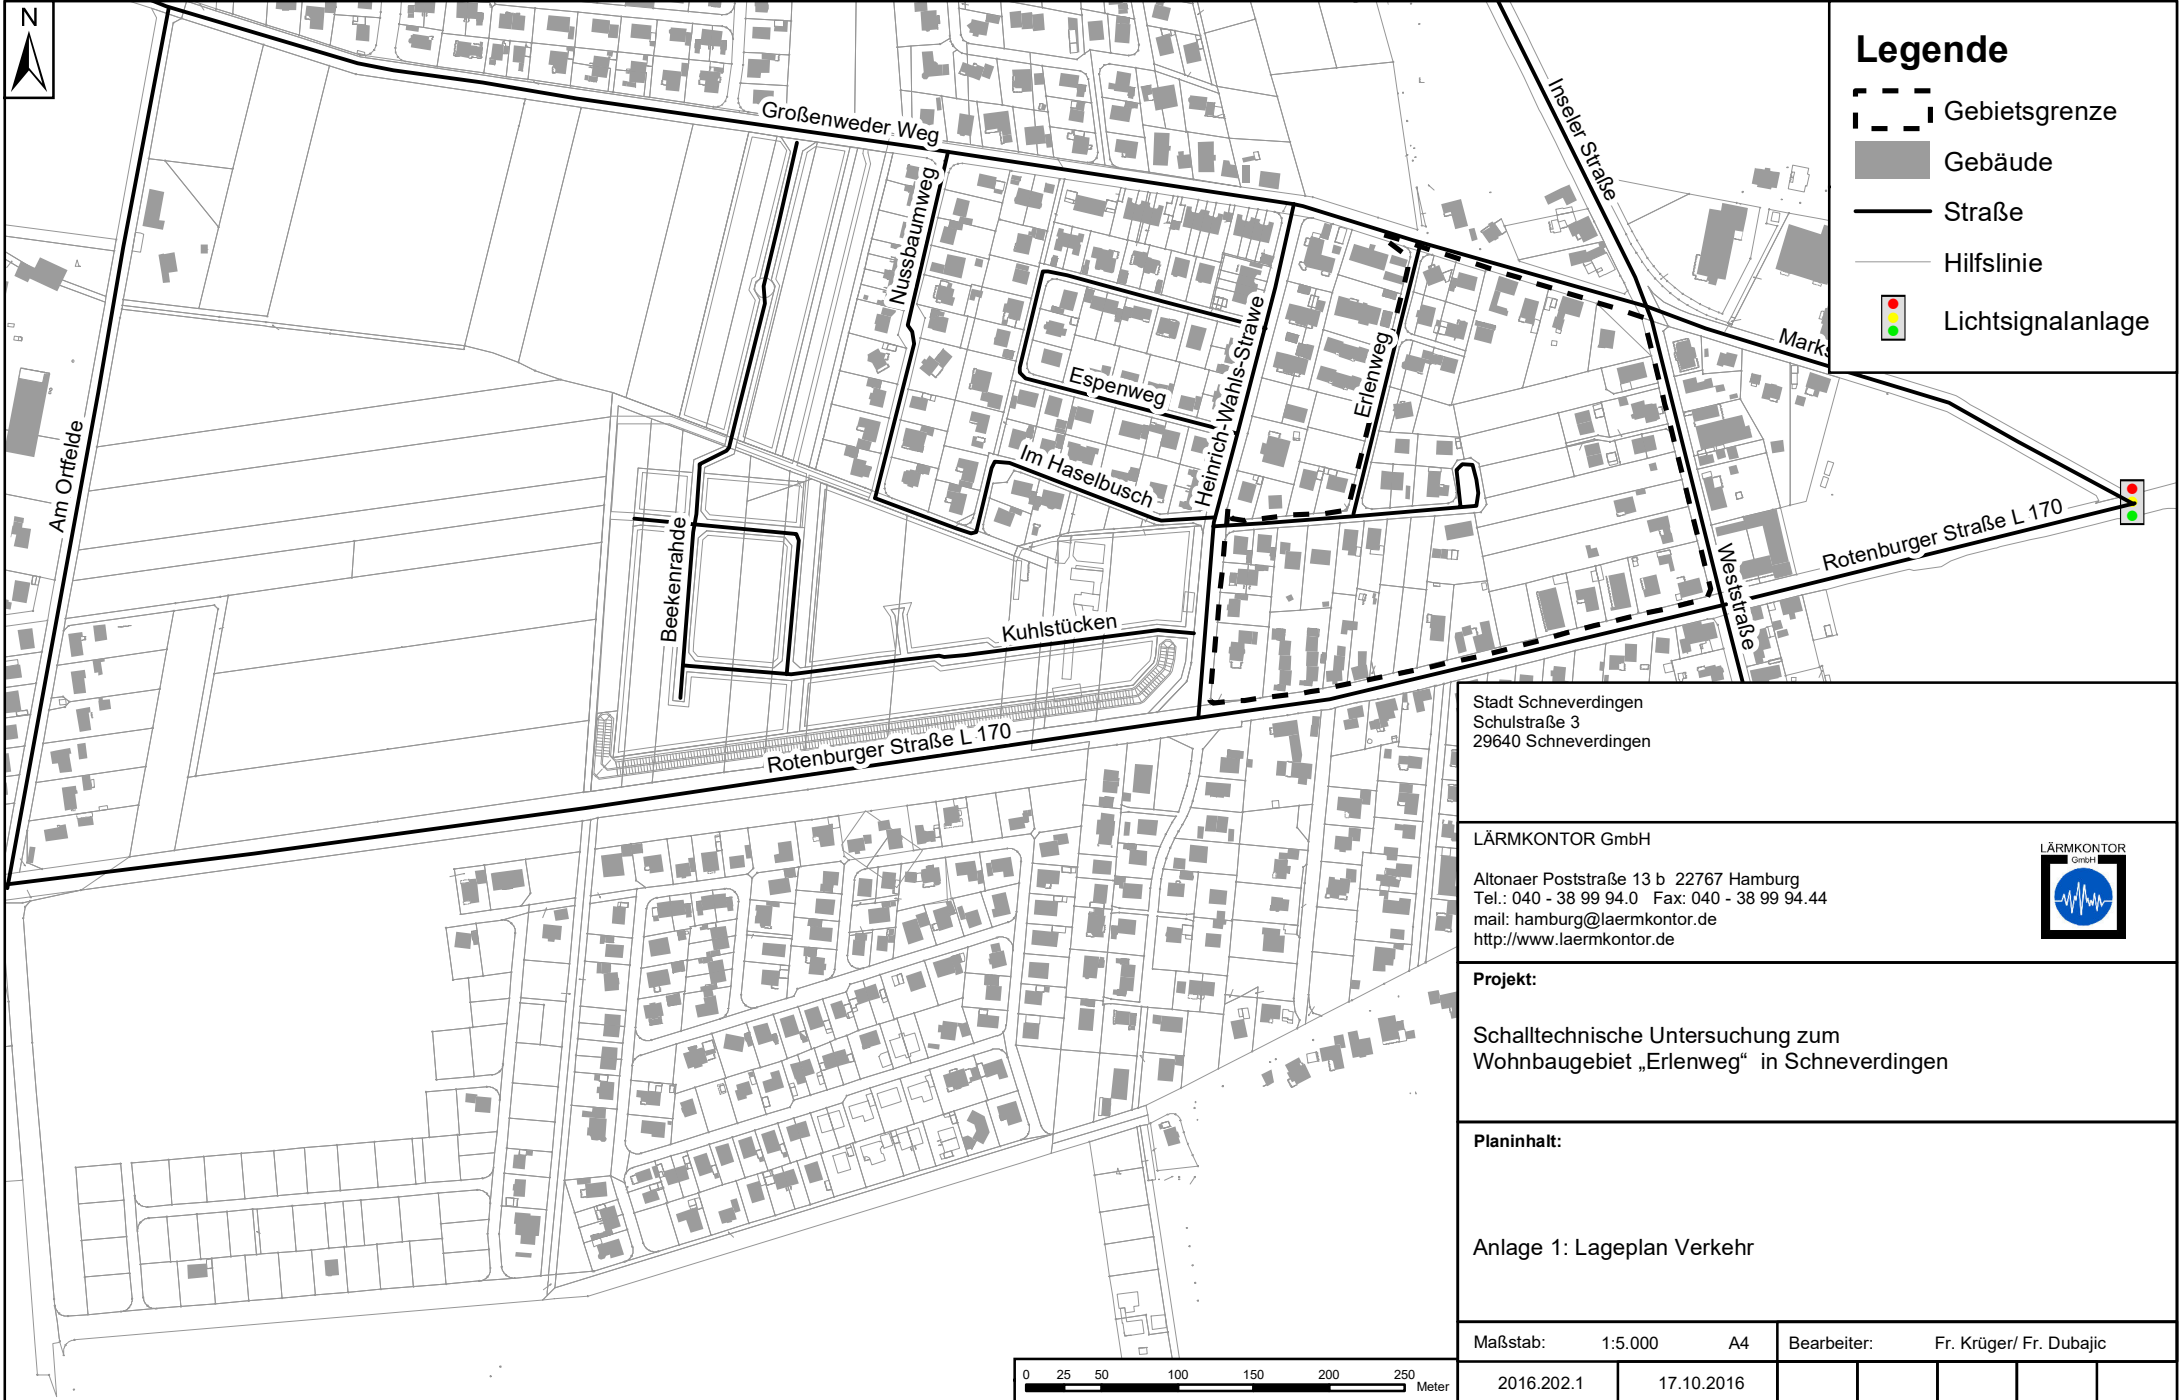 N
Großenweder Weg
Inseler Straße
Nussbaumweg
Heinrich-Wahls-Strawe
Erlenweg
Espenweg
Im Haselbusch
Am Ortfelde
Beekenrahde
Kuhlstücken
Rotenburger Straße L 170
Rotenburger Straße L 170
Weststraße
Marks
Legende
Gebietsgrenze
Gebäude
Straße
Hilfslinie
Lichtsignalanlage
Stadt Schneverdingen
Schulstraße 3
29640 Schneverdingen
LÄRMKONTOR GmbH
Altonaer Poststraße 13 b 22767 Hamburg
Tel.: 040 - 38 99 94.0 Fax: 040 - 38 99 94.44
mail: hamburg@laermkontor.de
http://www.laermkontor.de
LÄRMKONTOR
GmbH
Projekt:
Schalltechnische Untersuchung zum
Wohnbaugebiet „Erlenweg“ in Schneverdingen
Planinhalt:
Anlage 1: Lageplan Verkehr
Maßstab: 1:5.000 A4
Bearbeiter: Fr. Krüger/ Fr. Dubajic
2016.202.1 17.10.2016
0 25 50 100 150 200 250
Meter